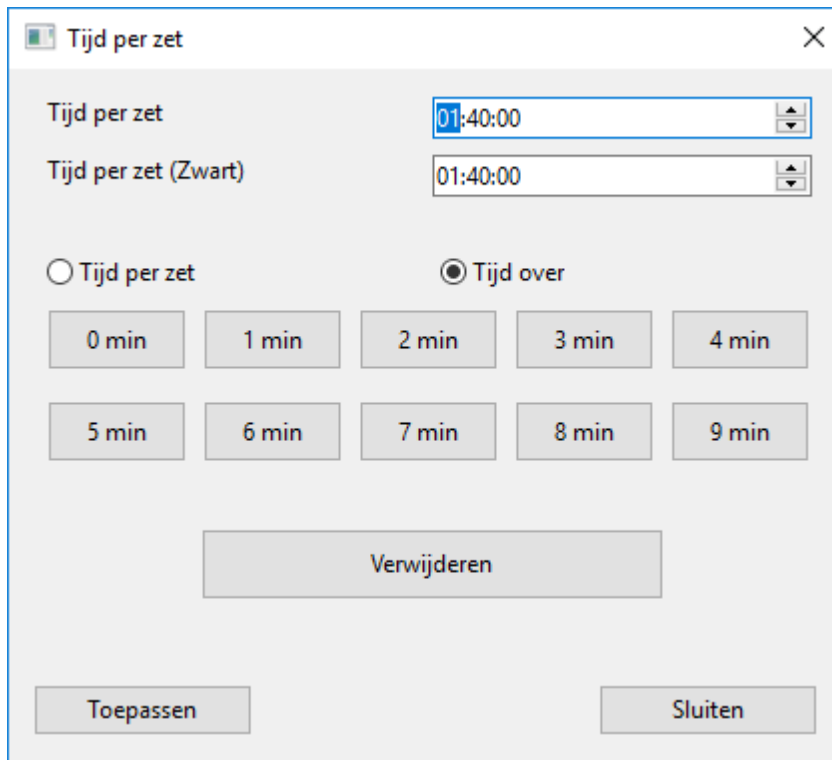 Tijd per zet
Tijd per zet 01:40:00
Tijd per zet (Zwart) 01:40:00
Tijd per zet Tijd over
0 min 1 min 2 min 3 min 4 min
5 min 6 min 7 min 8 min 9 min
Verwijderen
Toepassen Sluiten